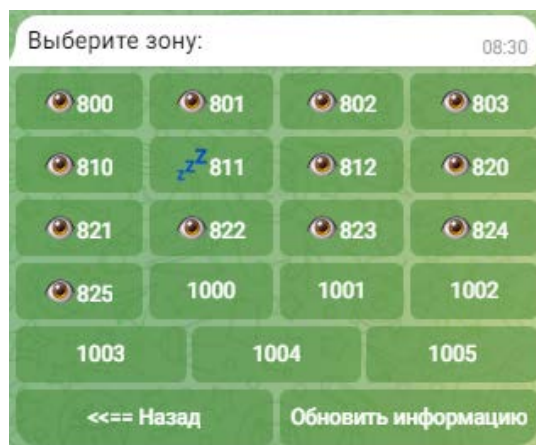 Выберите зону: 08:30
👁800 👁801 👁802 👁803
👁810 💤811 👁812 👁820
👁821 👁822 👁823 👁824
👁825 1000 1001 1002
1003 1004 1005
<<== Назад Обновить информацию